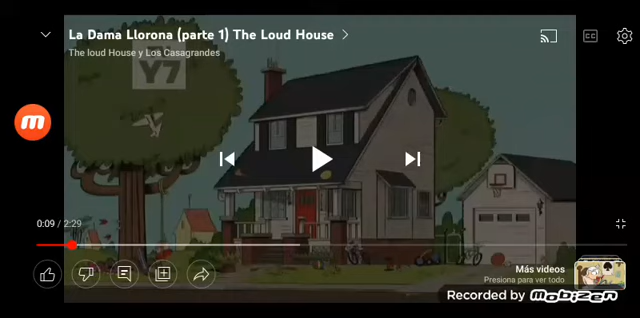 La Dama Llorona (parte 1) The Loud House
The loud House y Los Casagrandes
CC
Y7
m
0:09 / 2:29
Más videos
Presiona para ver todo
Recorded by Mobizen